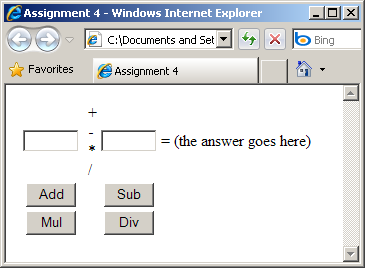 Assignment 4 - Windows Internet Explorer
C:\Documents and Set
Bing
Favorites
Assignment 4
+
-
*
/
= (the answer goes here)
Add
Sub
Mul
Div